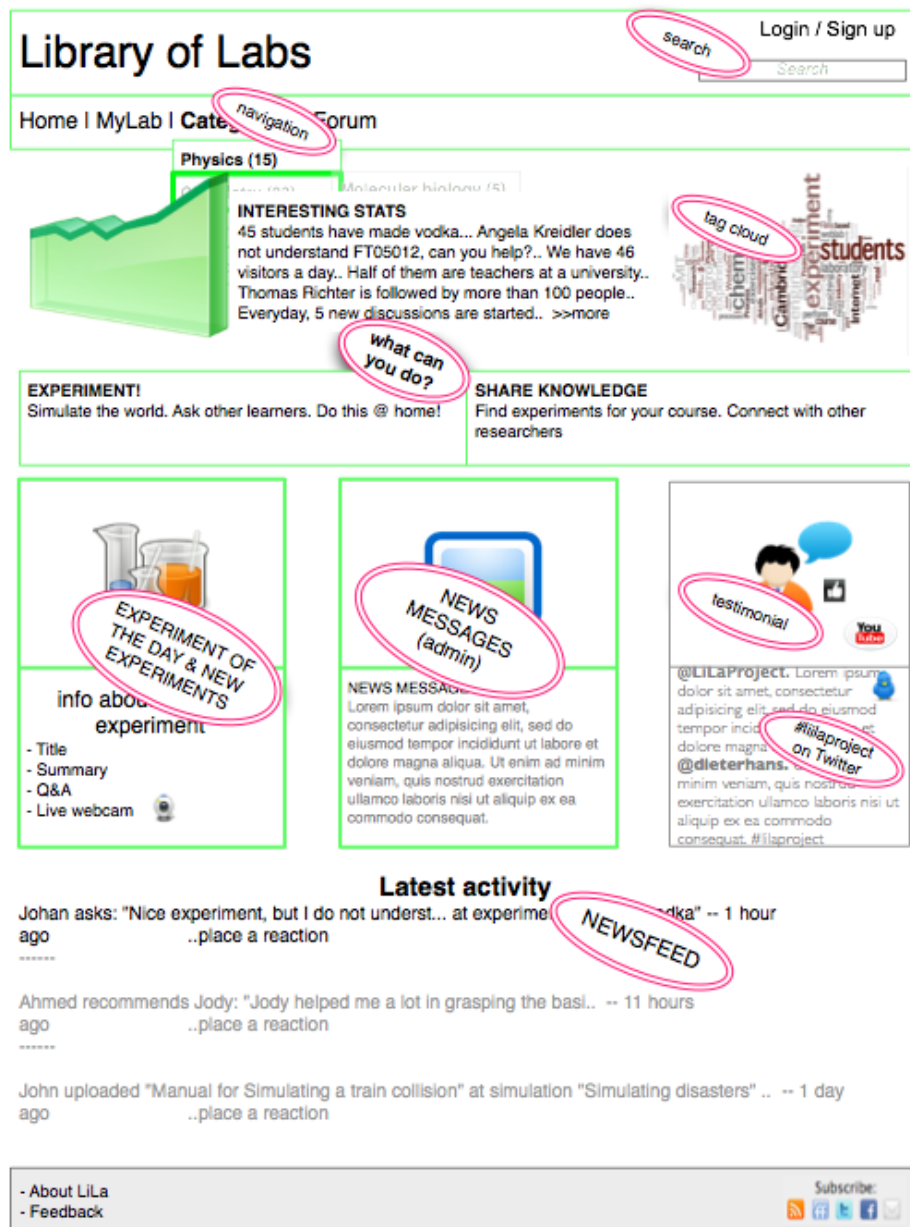 Library of Labs
search
Login / Sign up
Search
Home | MyLab | Categ Forum
navigation
Physics (15)
Molecular biology (5)
INTERESTING STATS
45 students have made vodka... Angela Kreidler does
not understand FT05012, can you help?.. We have 46
visitors a day.. Half of them are teachers at a university..
Thomas Richter is followed by more than 100 people..
Everyday, 5 new discussions are started.. >>more
tag cloud
experiment
students
laboratory
Internet
what can
you do?
EXPERIMENT!
Simulate the world. Ask other learners. Do this @ home!
SHARE KNOWLEDGE
Find experiments for your course. Connect with other
researchers
EXPERIMENT OF
THE DAY & NEW
EXPERIMENTS
info about
experiment
- Title
- Summary
- Q&A
- Live webcam
NEWS
MESSAGES
(admin)
NEWS MESSAG
Lorem ipsum dolor sit amet,
consectetur adipisicing elit, sed do
eiusmod tempor incididunt ut labore et
dolore magna aliqua. Ut enim ad minim
veniam, quis nostrud exercitation
ullamco laboris nisi ut aliquip ex ea
commodo consequat.
testimonial
You
Tube
@LiLaProject. Lorem ipsum
dolor sit amet, consectetur
adipisicing elit, sed do eiusmod
tempor incid et
dolore magna
@dieterhans.
minim veniam, quis nostrud
exercitation ullamco laboris nisi ut
aliquip ex ea commodo
consequat. #lilaproject
#liilaproject
on Twitter
Latest activity
Johan asks: "Nice experiment, but I do not underst... at experime dka" -- 1 hour
ago ..place a reaction
------
NEWSFEED
Ahmed recommends Jody: "Jody helped me a lot in grasping the basi.. -- 11 hours
ago ..place a reaction
------
John uploaded "Manual for Simulating a train collision" at simulation "Simulating disasters" .. -- 1 day
ago ..place a reaction
- About LiLa
- Feedback
Subscribe: